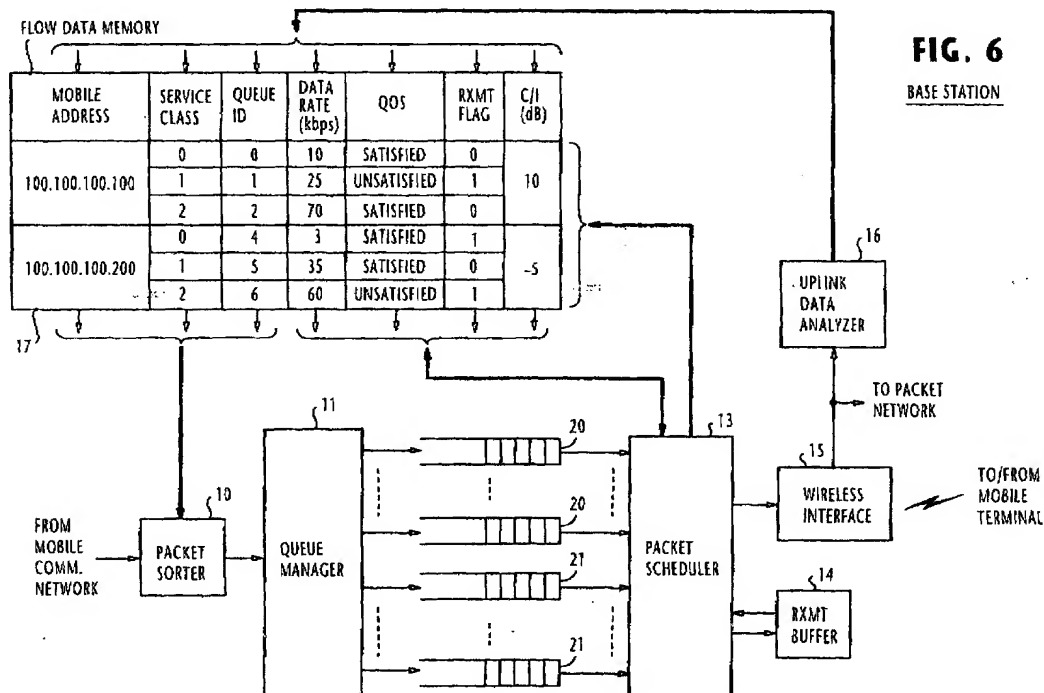 FLOW DATA MEMORY
FIG. 6
BASE STATION
MOBILE ADDRESS SERVICE CLASS QUEUE ID DATA RATE (kbps) QOS RXMT FLAG C/I (dB)
100.100.100.100 0 0 10 SATISFIED 0 10
1 1 25 UNSATISFIED 1
2 2 70 SATISFIED 0
100.100.100.200 0 4 3 SATISFIED 1 -5
1 5 35 SATISFIED 0
2 6 60 UNSATISFIED 1
17
16
UPLINK DATA ANALYZER
TO PACKET NETWORK
11
20
13
15
WIRELESS INTERFACE
TO/FROM MOBILE TERMINAL
10
FROM MOBILE COMM. NETWORK
PACKET SORTER
QUEUE MANAGER
20
21
21
PACKET SCHEDULER
14
RXMT BUFFER